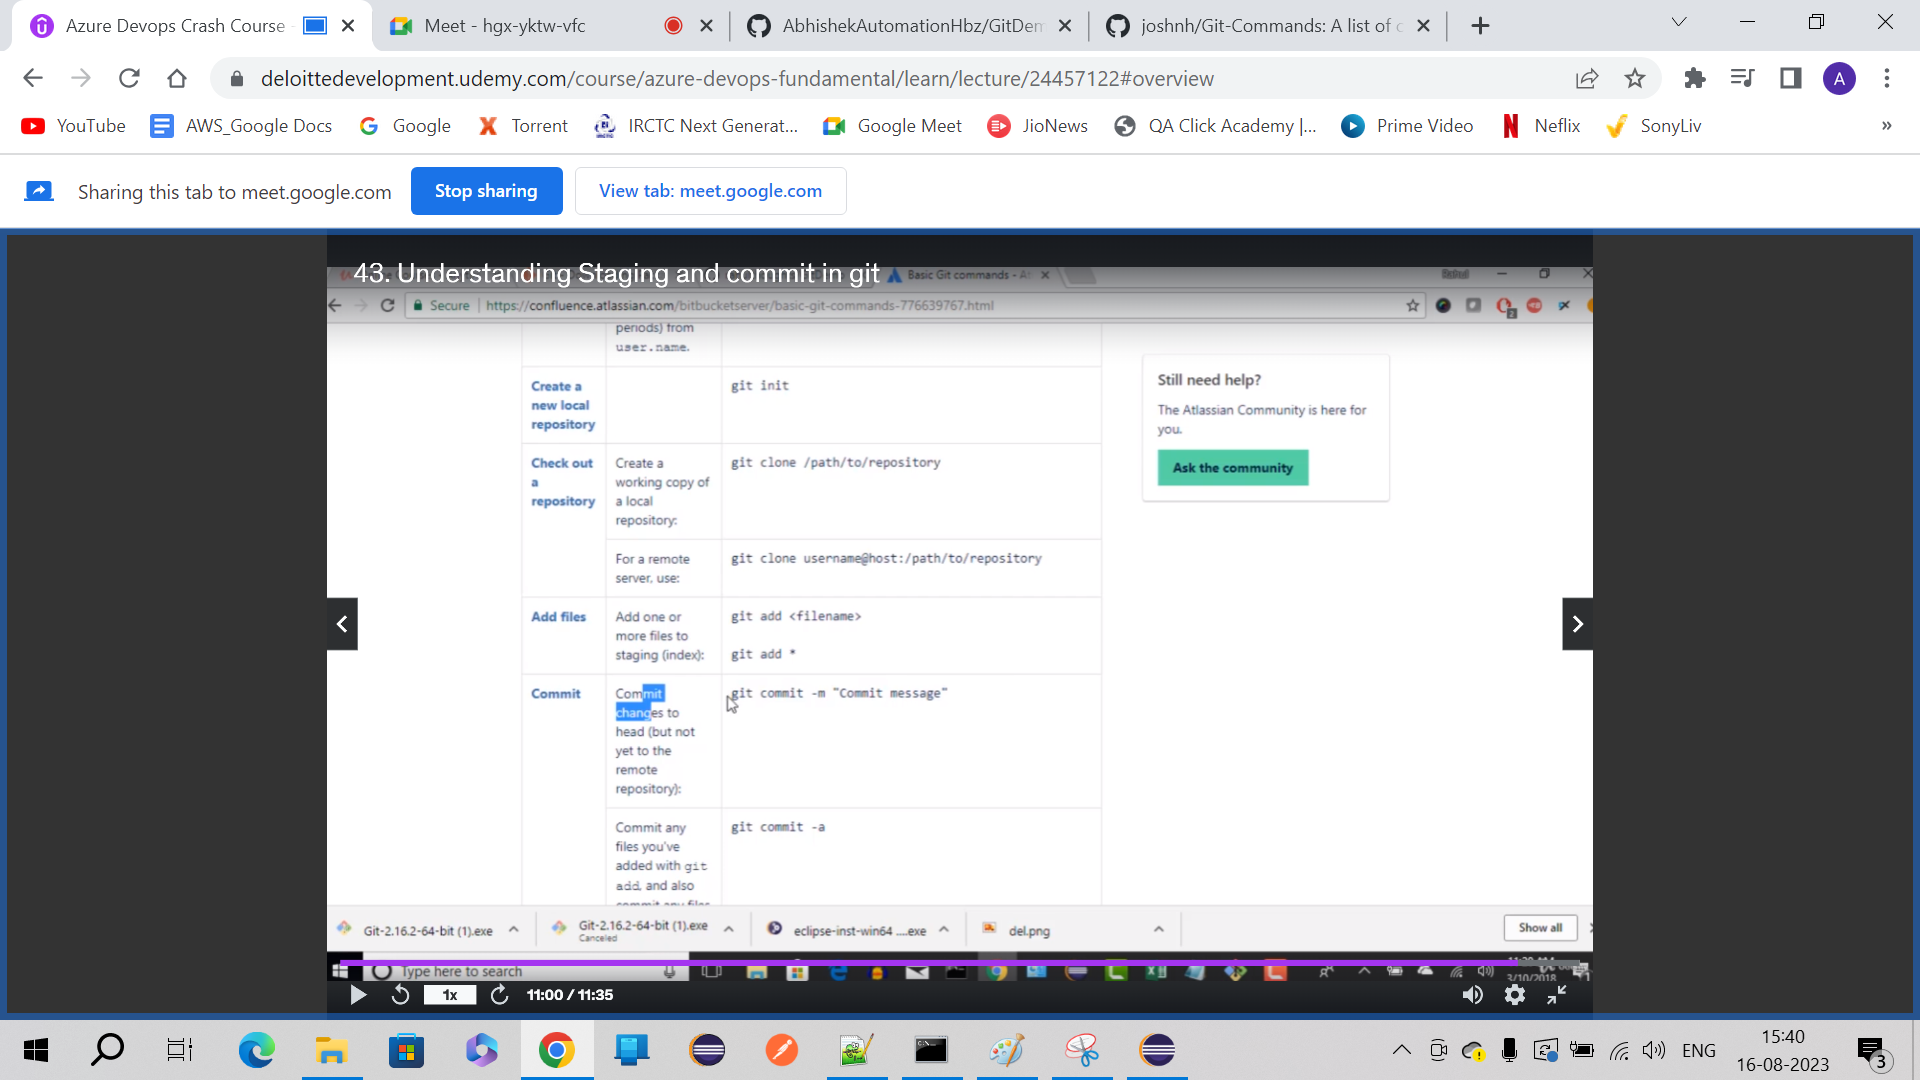 Azure Devops Crash Course
Meet - hgx-yktw-vfc
AbhishekAutomationHbz/GitDem
joshnh/Git-Commands: A list of c
deloittedevelopment.udemy.com/course/azure-devops-fundamental/learn/lecture/24457122#overview
A
YouTube
AWS_Google Docs
Google
Torrent
IRCTC Next Generat...
Google Meet
JioNews
QA Click Academy |...
Prime Video
Neflix
SonyLiv
»
Sharing this tab to meet.google.com
Stop sharing
View tab: meet.google.com
43. Understanding Staging and commit in git
Basic Git commands - A
Secure
https://confluence.atlassian.com/bitbucketserver/basic-git-commands-776639767.html
periods) from
user.name.
Create a
new local
repository
git init
Check out
a
repository
Create a
working copy of
a local
repository:
git clone /path/to/repository
For a remote
server, use:
git clone username@host:/path/to/repository
Add files
Add one or
more files to
staging (index):
git add <filename>
git add *
Commit
Commit
changes to
head (but not
yet to the
remote
repository):
git commit -m "Commit message"
Commit any
files you've
added with git
add, and also
commit any files
git commit -a
Still need help?
The Atlassian Community is here for
you.
Ask the community
Git-2.16.2-64-bit (1).exe
Git-2.16.2-64-bit (1).exe
Canceled
eclipse-inst-win64 ....exe
del.png
Show all
Type here to search
3/10/2018
1x
11:00 / 11:35
ENG
15:40
16-08-2023
3